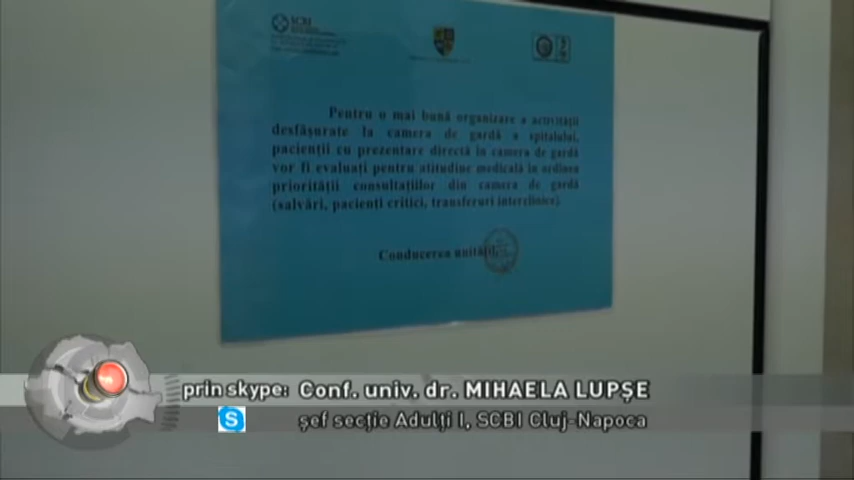 SCBI
Pentru o mai bună organizare a activității
desfășurate la camera de gardă a spitalului,
pacienții cu prezentare directă în camera de gardă
vor fi evaluați pentru atitudine medicală în ordinea
priorității consultațiilor din camera de gardă
(salvări, pacienți critici, transferuri interclinice).
Conducerea unității,
prin skype: Conf. univ. dr. MIHAELA LUPȘE
șef secție Adulți I, SCBI Cluj-Napoca